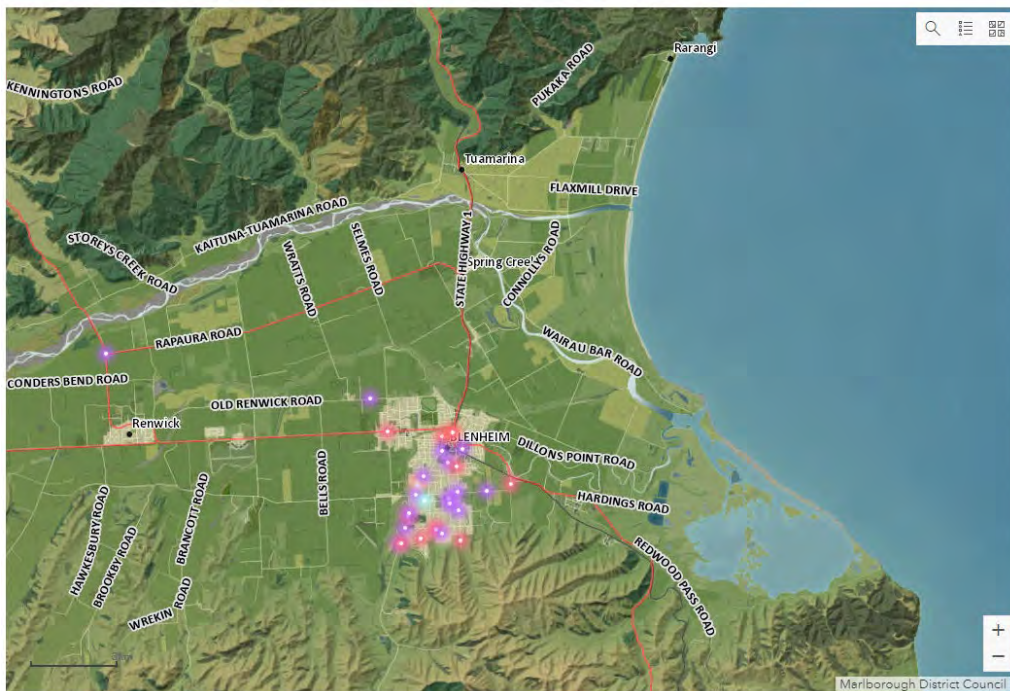 Rarangi
PUKAKA ROAD
KENNINGTONS ROAD
Tuamarina
FLAXMILL DRIVE
KAITUNA-TUAMARINA ROAD
STOREYS CREEK ROAD
SELMES ROAD
WRATTS ROAD
STATE HIGHWAY 1
Spring Creek
CONNOLLYS ROAD
RAPAURA ROAD
WAIRAU BAR ROAD
CONDERS BEND ROAD
OLD RENWICK ROAD
Renwick
BLENHEIM
DILLONS POINT ROAD
BELLS ROAD
HARDINGS ROAD
HAWKESBURY ROAD
BROOKBY ROAD
BRANCOTT ROAD
REDWOOD PASS ROAD
WREKIN ROAD
+
−
Marlborough District Council